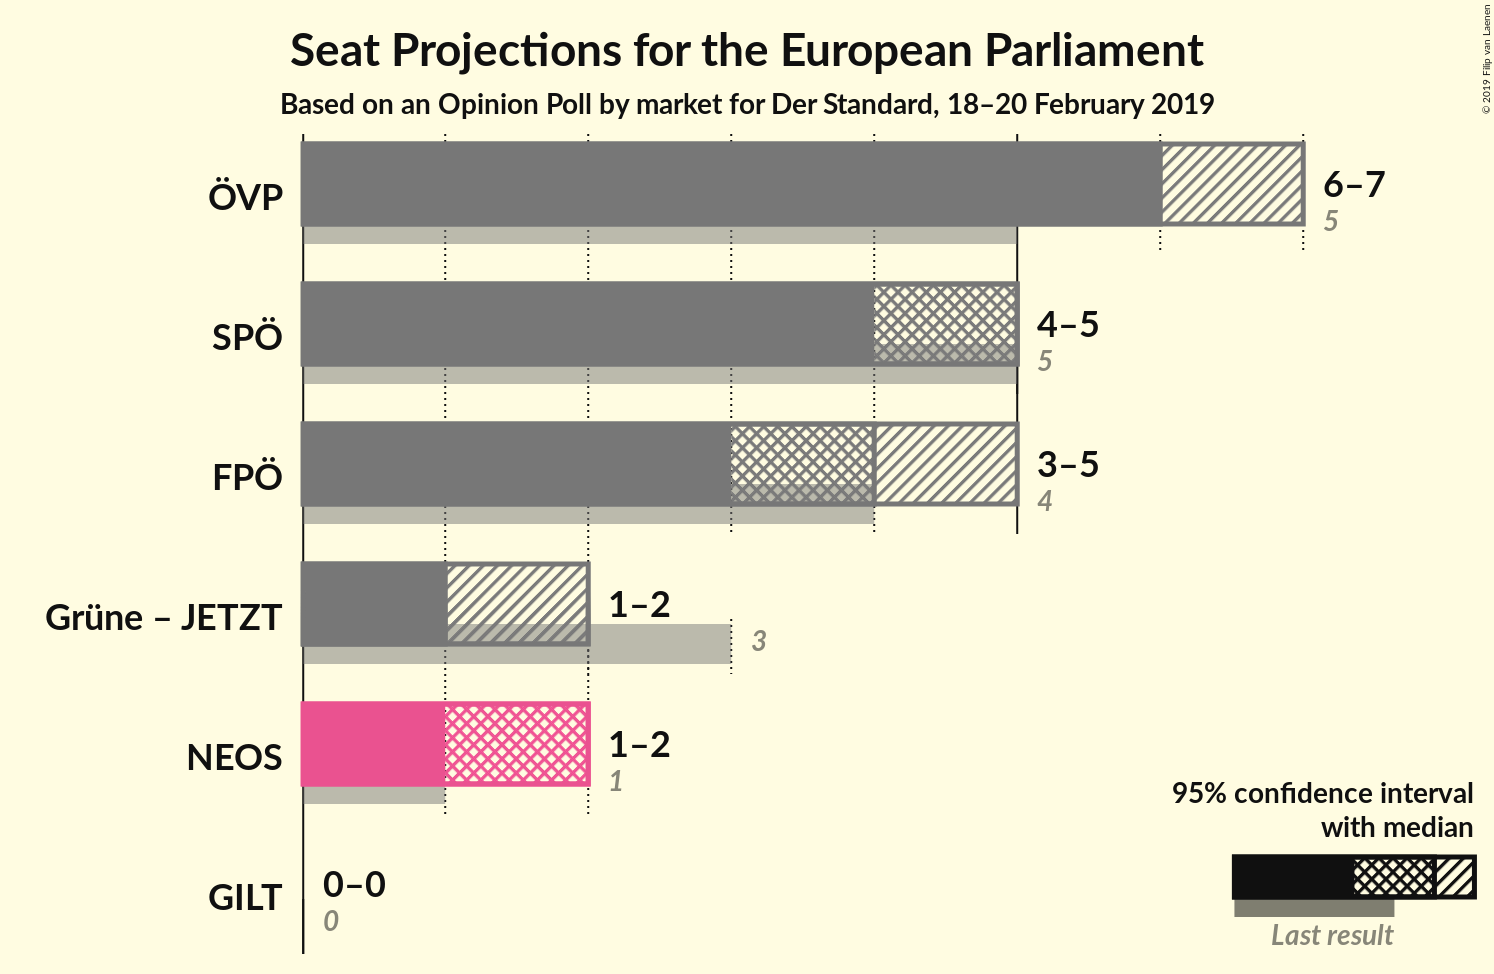 Seat Projections for the European Parliament
Based on an Opinion Poll by market for Der Standard, 18–20 February 2019
© 2019 Filip van Laenen
ÖVP
6–7
5
SPÖ
4–5
5
FPÖ
3–5
4
Grüne – JETZT
1–2
3
NEOS
1–2
1
GILT
0–0
0
95% confidence interval
with median
Last result